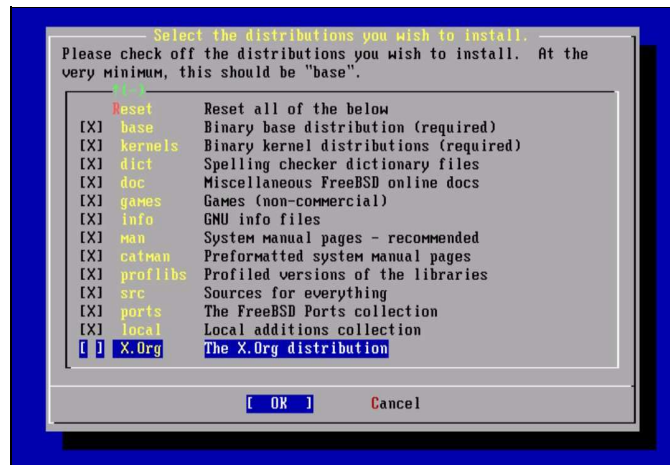 Select the distributions you wish to install.
Please check off the distributions you wish to install. At the
very minimum, this should be "base".
^(-)
Reset Reset all of the below
[X] base Binary base distribution (required)
[X] kernels Binary kernel distributions (required)
[X] dict Spelling checker dictionary files
[X] doc Miscellaneous FreeBSD online docs
[X] games Games (non-commercial)
[X] info GNU info files
[X] man System manual pages - recommended
[X] catman Preformatted system manual pages
[X] proflibs Profiled versions of the libraries
[X] src Sources for everything
[X] ports The FreeBSD Ports collection
[X] local Local additions collection
[ ] X.Org The X.Org distribution
[ OK ] Cancel